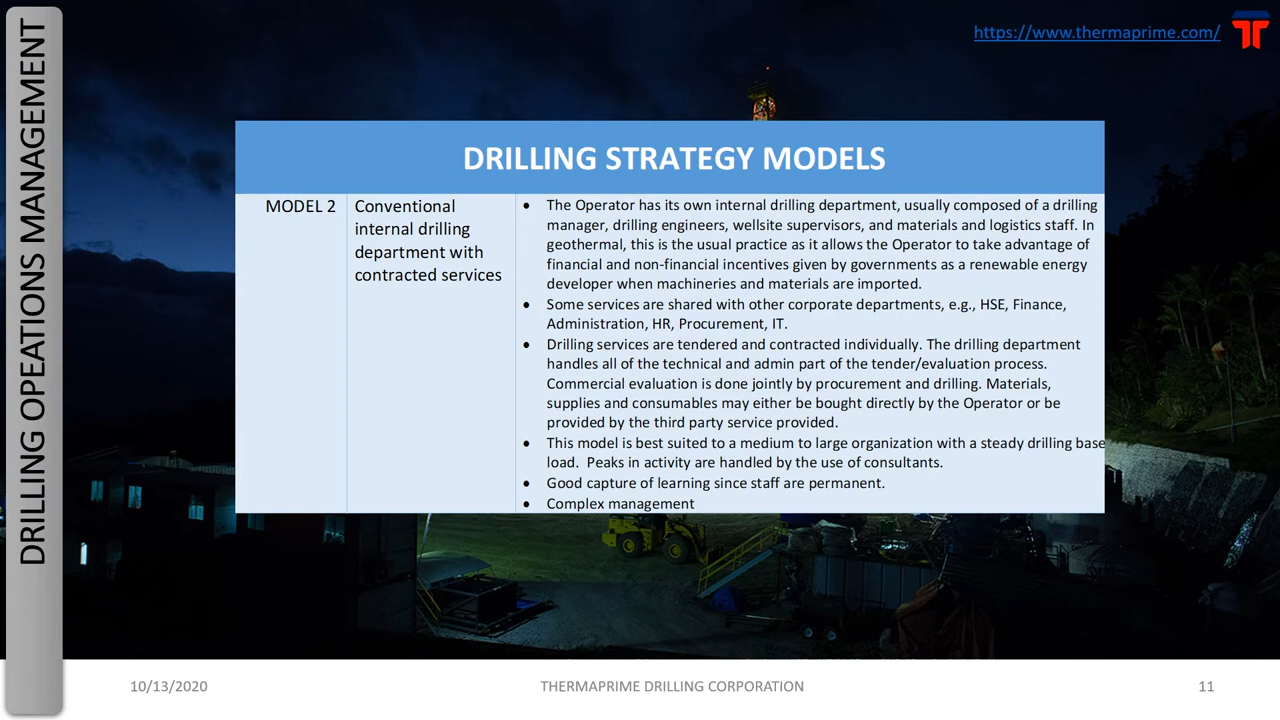 DRILLING OPEATIONS MANAGEMENT
https://www.thermaprime.com/
DRILLING STRATEGY MODELS
MODEL 2
Conventional
internal drilling
department with
contracted services
• The Operator has its own internal drilling department, usually composed of a drilling
manager, drilling engineers, wellsite supervisors, and materials and logistics staff. In
geothermal, this is the usual practice as it allows the Operator to take advantage of
financial and non-financial incentives given by governments as a renewable energy
developer when machineries and materials are imported.
• Some services are shared with other corporate departments, e.g., HSE, Finance,
Administration, HR, Procurement, IT.
• Drilling services are tendered and contracted individually. The drilling department
handles all of the technical and admin part of the tender/evaluation process.
Commercial evaluation is done jointly by procurement and drilling. Materials,
supplies and consumables may either be bought directly by the Operator or be
provided by the third party service provided.
• This model is best suited to a medium to large organization with a steady drilling base
load.  Peaks in activity are handled by the use of consultants.
• Good capture of learning since staff are permanent.
• Complex management
10/13/2020
THERMAPRIME DRILLING CORPORATION
11